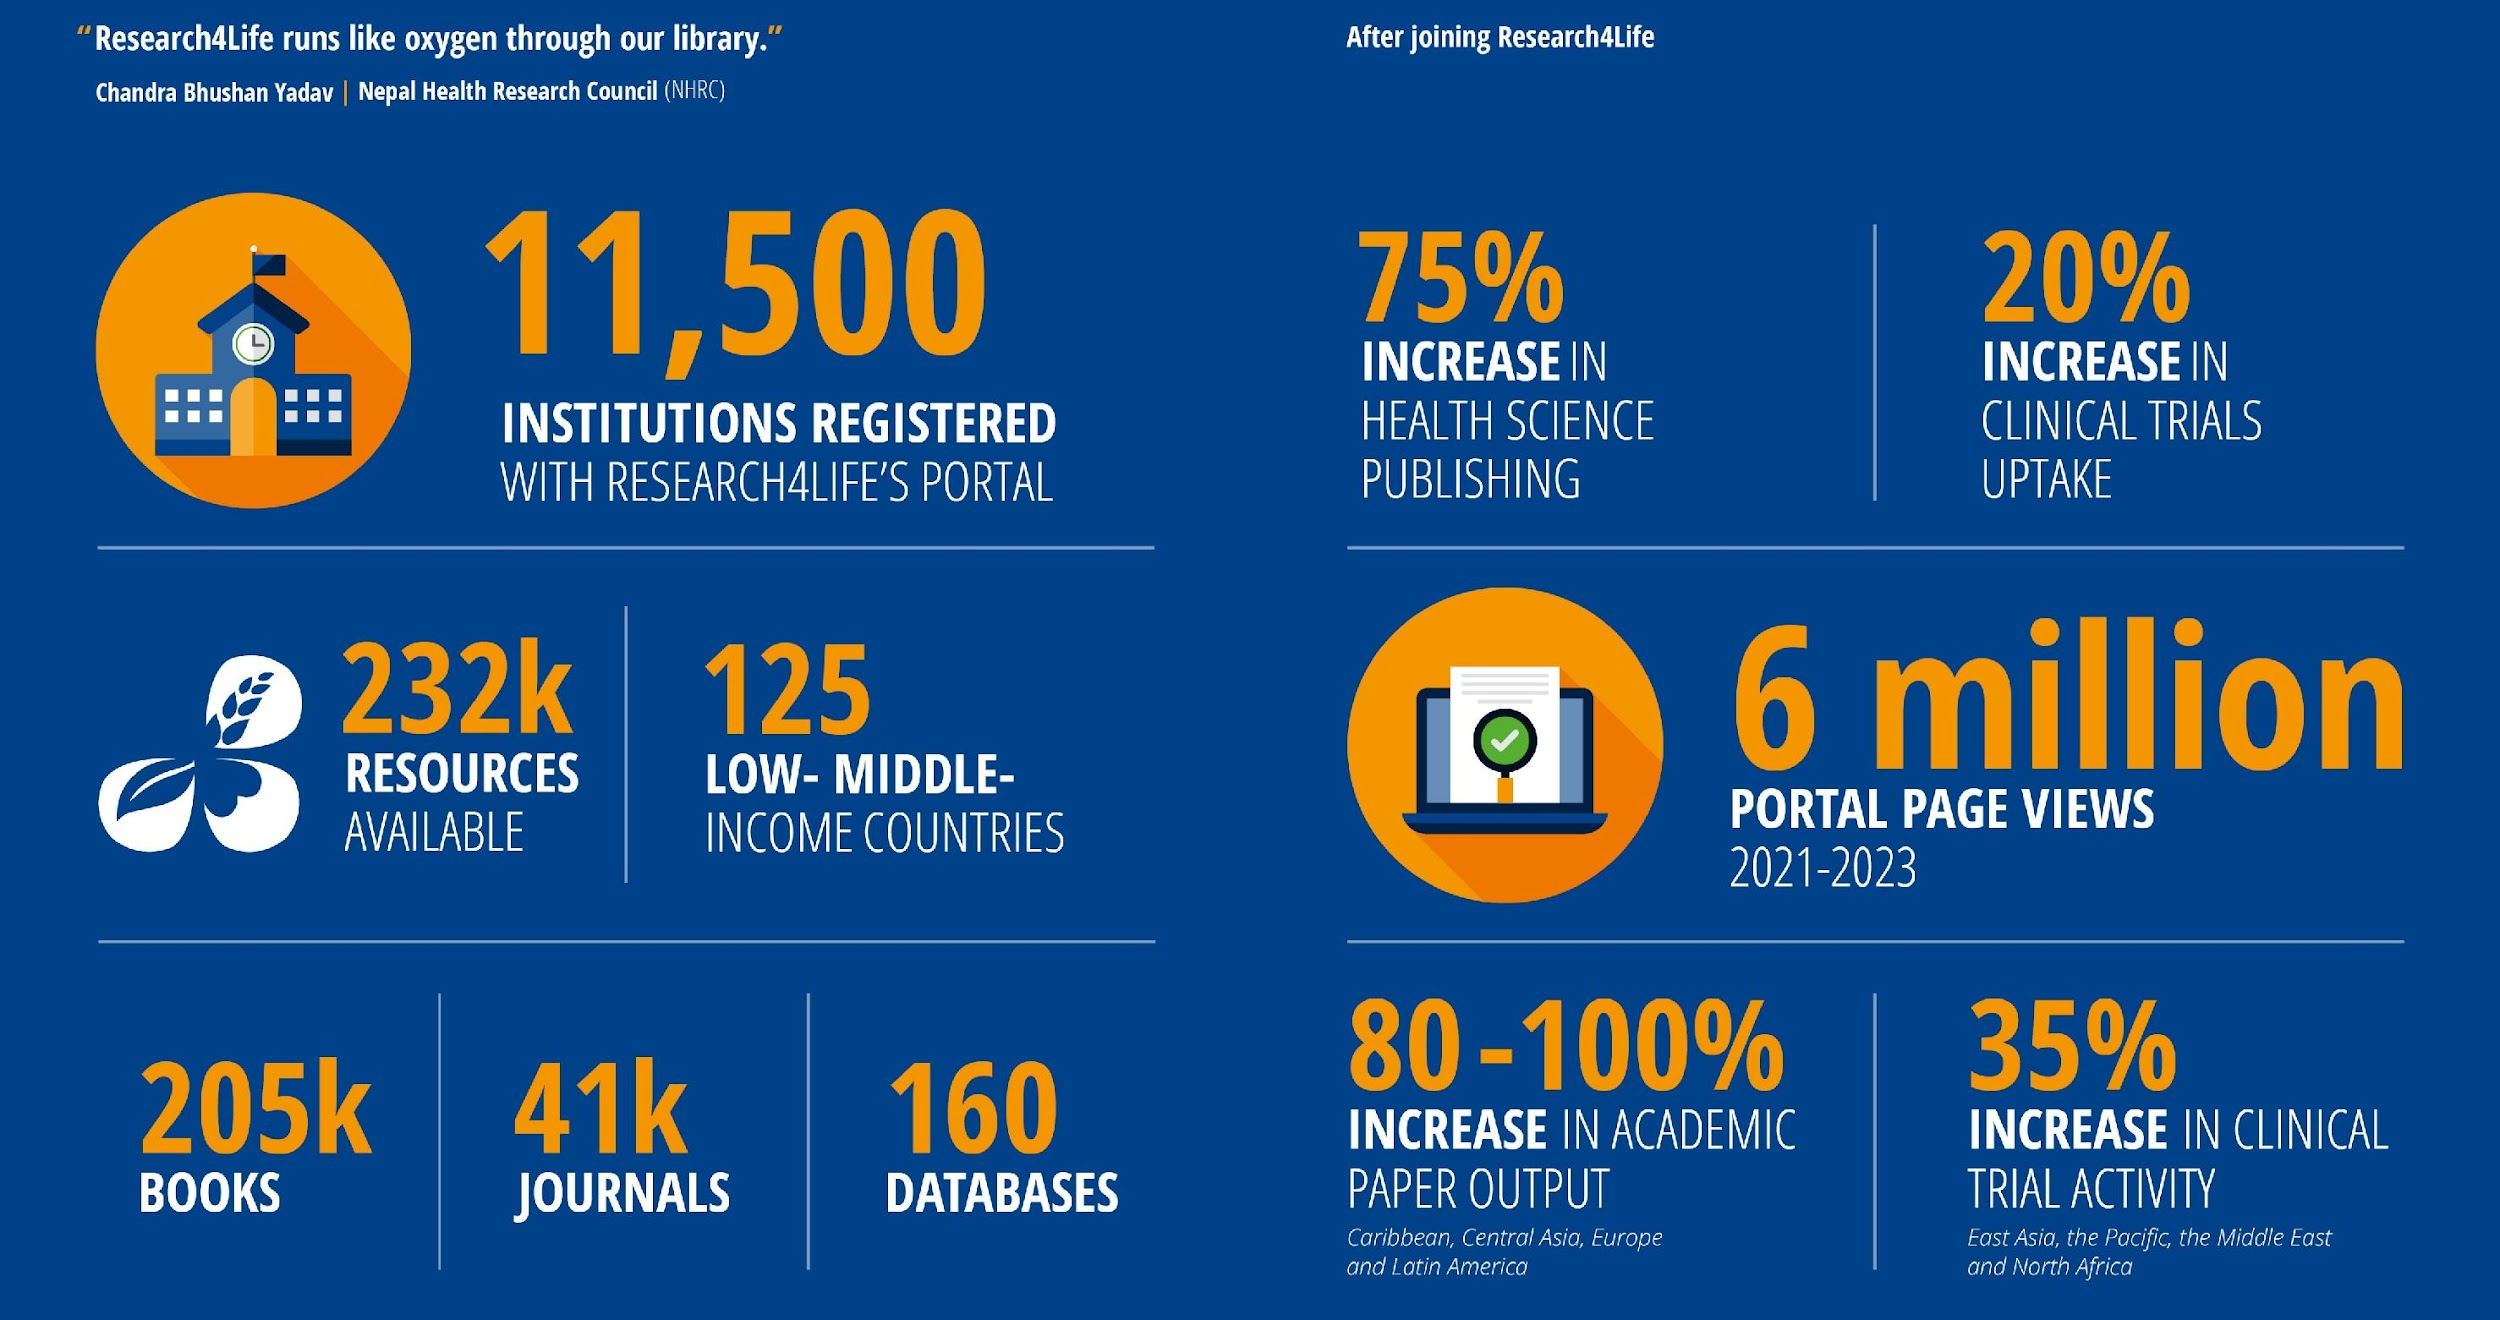 “Research4Life runs like oxygen through our library.”
Chandra Bhushan Yadav | Nepal Health Research Council (NHRC)
11,500
INSTITUTIONS REGISTERED
WITH RESEARCH4LIFE’S PORTAL
232k
RESOURCES
AVAILABLE
125
LOW- MIDDLE-
INCOME COUNTRIES
205k
BOOKS
41k
JOURNALS
160
DATABASES
After joining Research4Life
75%
INCREASE IN
HEALTH SCIENCE
PUBLISHING
20%
INCREASE IN
CLINICAL TRIALS
UPTAKE
6 million
PORTAL PAGE VIEWS
2021-2023
80-100%
INCREASE IN ACADEMIC
PAPER OUTPUT
Caribbean, Central Asia, Europe
and Latin America
35%
INCREASE IN CLINICAL
TRIAL ACTIVITY
East Asia, the Pacific, the Middle East
and North Africa